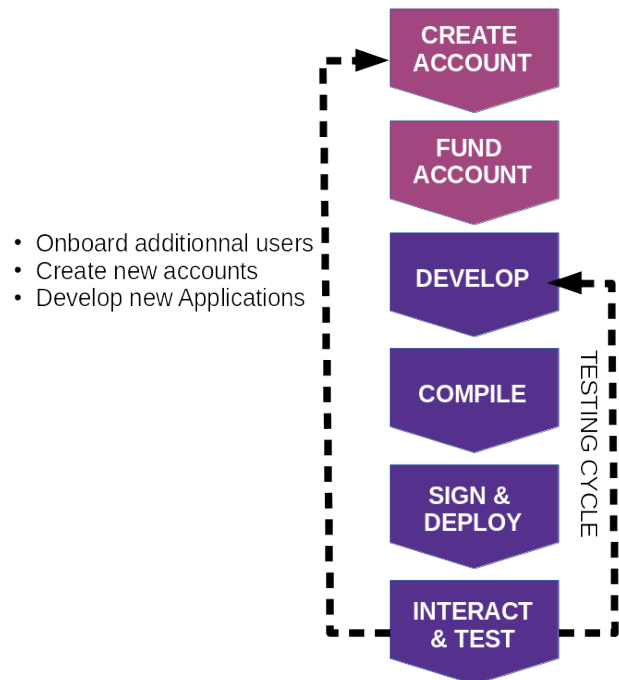 CREATE
ACCOUNT
FUND
ACCOUNT
• Onboard additionnal users
• Create new accounts
• Develop new Applications
DEVELOP
COMPILE
TESTING CYCLE
SIGN &
DEPLOY
INTERACT
& TEST